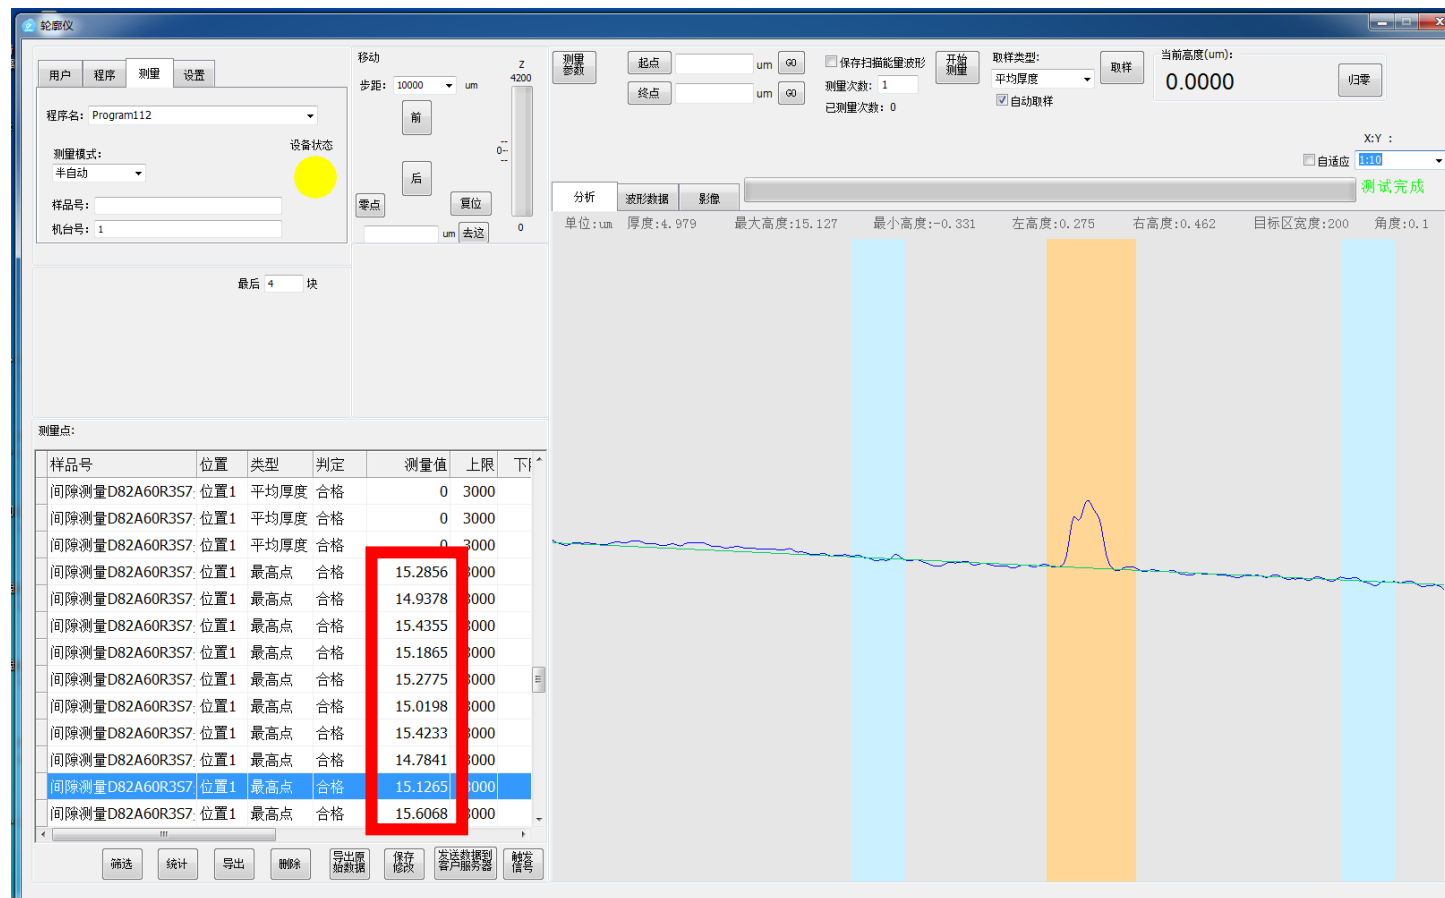 轮廓仪
用户 程序 测量 设置
程序名: Program112
测量模式:
半自动
设备状态
样品号:
机台号: 1
最后 4 块
移动
步距: 10000 um
前
后
零点 复位
um 去这
Z
4200
0
0
测量参数
起点 um GO
终点 um GO
保存扫描能量波形
测量次数: 1
已测量次数: 0
开始测量
取样类型:
平均厚度
自动取样
取样
当前高度(um):
0.0000
归零
X:Y :
自适应 1:10
测试完成
分析 波形数据 影像
单位:um 厚度:4.979 最大高度:15.127 最小高度:-0.331 左高度:0.275 右高度:0.462 目标区宽度:200 角度:0.1
测量点:
样品号 位置 类型 判定 测量值 上限
间隙测量D82A60R3S7 位置1 平均厚度 合格 0 3000
间隙测量D82A60R3S7 位置1 平均厚度 合格 0 3000
间隙测量D82A60R3S7 位置1 平均厚度 合格 0 3000
间隙测量D82A60R3S7 位置1 最高点 合格 15.2856 000
间隙测量D82A60R3S7 位置1 最高点 合格 14.9378 000
间隙测量D82A60R3S7 位置1 最高点 合格 15.4355 000
间隙测量D82A60R3S7 位置1 最高点 合格 15.1865 000
间隙测量D82A60R3S7 位置1 最高点 合格 15.2775 000
间隙测量D82A60R3S7 位置1 最高点 合格 15.0198 000
间隙测量D82A60R3S7 位置1 最高点 合格 15.4233 000
间隙测量D82A60R3S7 位置1 最高点 合格 14.7841 000
间隙测量D82A60R3S7 位置1 最高点 合格 15.1265 000
间隙测量D82A60R3S7 位置1 最高点 合格 15.6068 000
筛选 统计 导出 删除 导出原始数据 保存修改 发送数据到客户服务器 触发信号